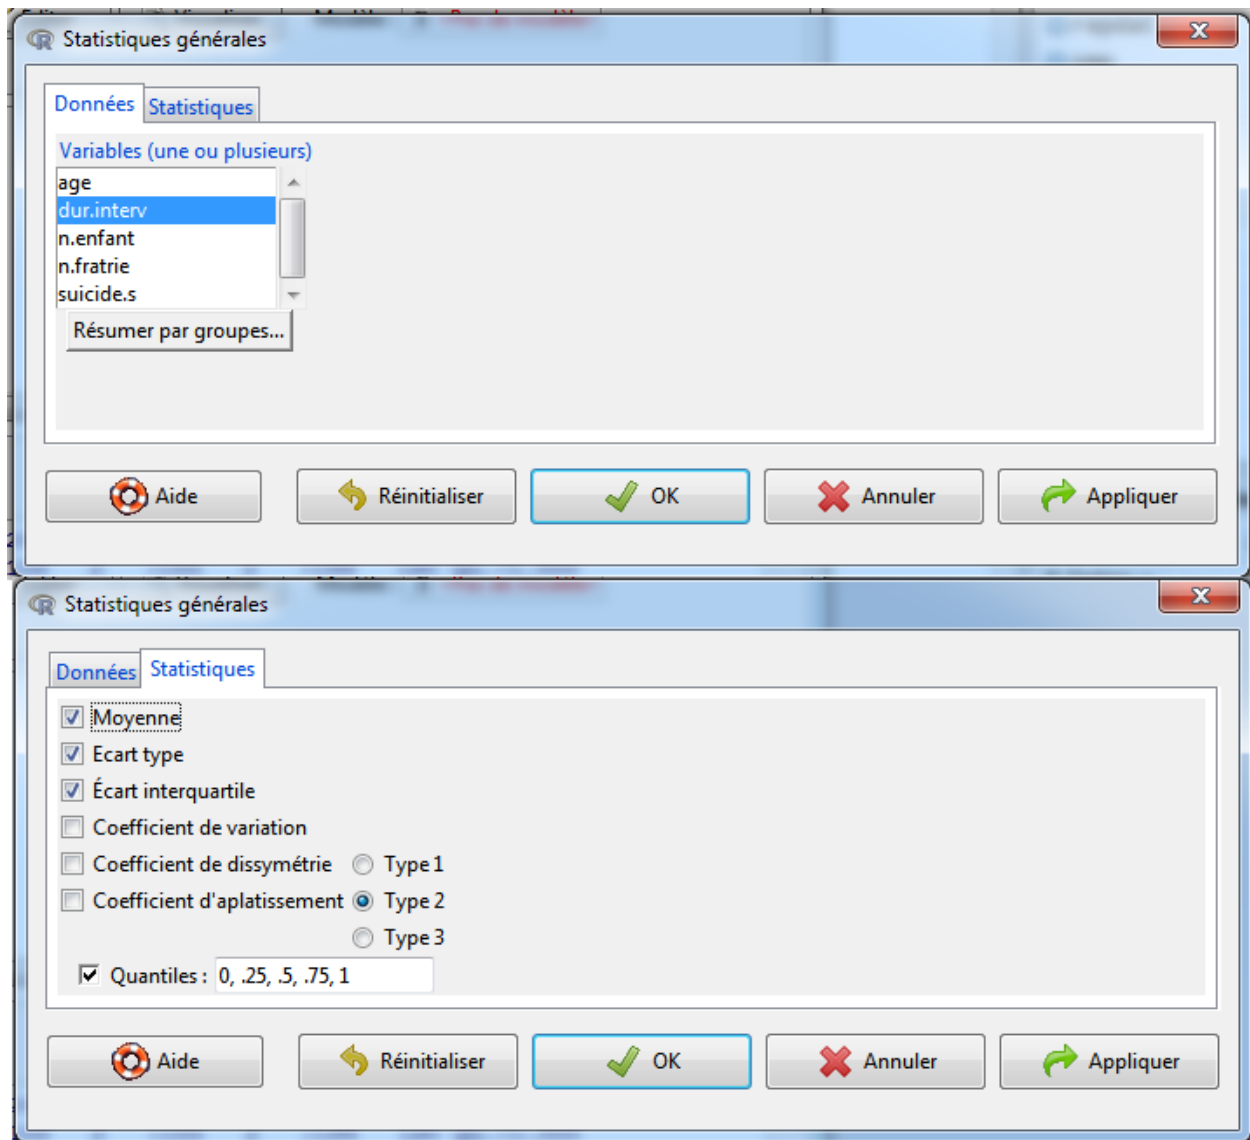 Statistiques générales
Données Statistiques
Variables (une ou plusieurs)
age
dur.interv
n.enfant
n.fratrie
suicide.s
Résumer par groupes...
Aide Réinitialiser OK Annuler Appliquer
Statistiques générales
Données Statistiques
Moyenne
Ecart type
Écart interquartile
Coefficient de variation
Coefficient de dissymétrie Type 1
Coefficient d'aplatissement Type 2
Type 3
Quantiles : 0, .25, .5, .75, 1
Aide Réinitialiser OK Annuler Appliquer